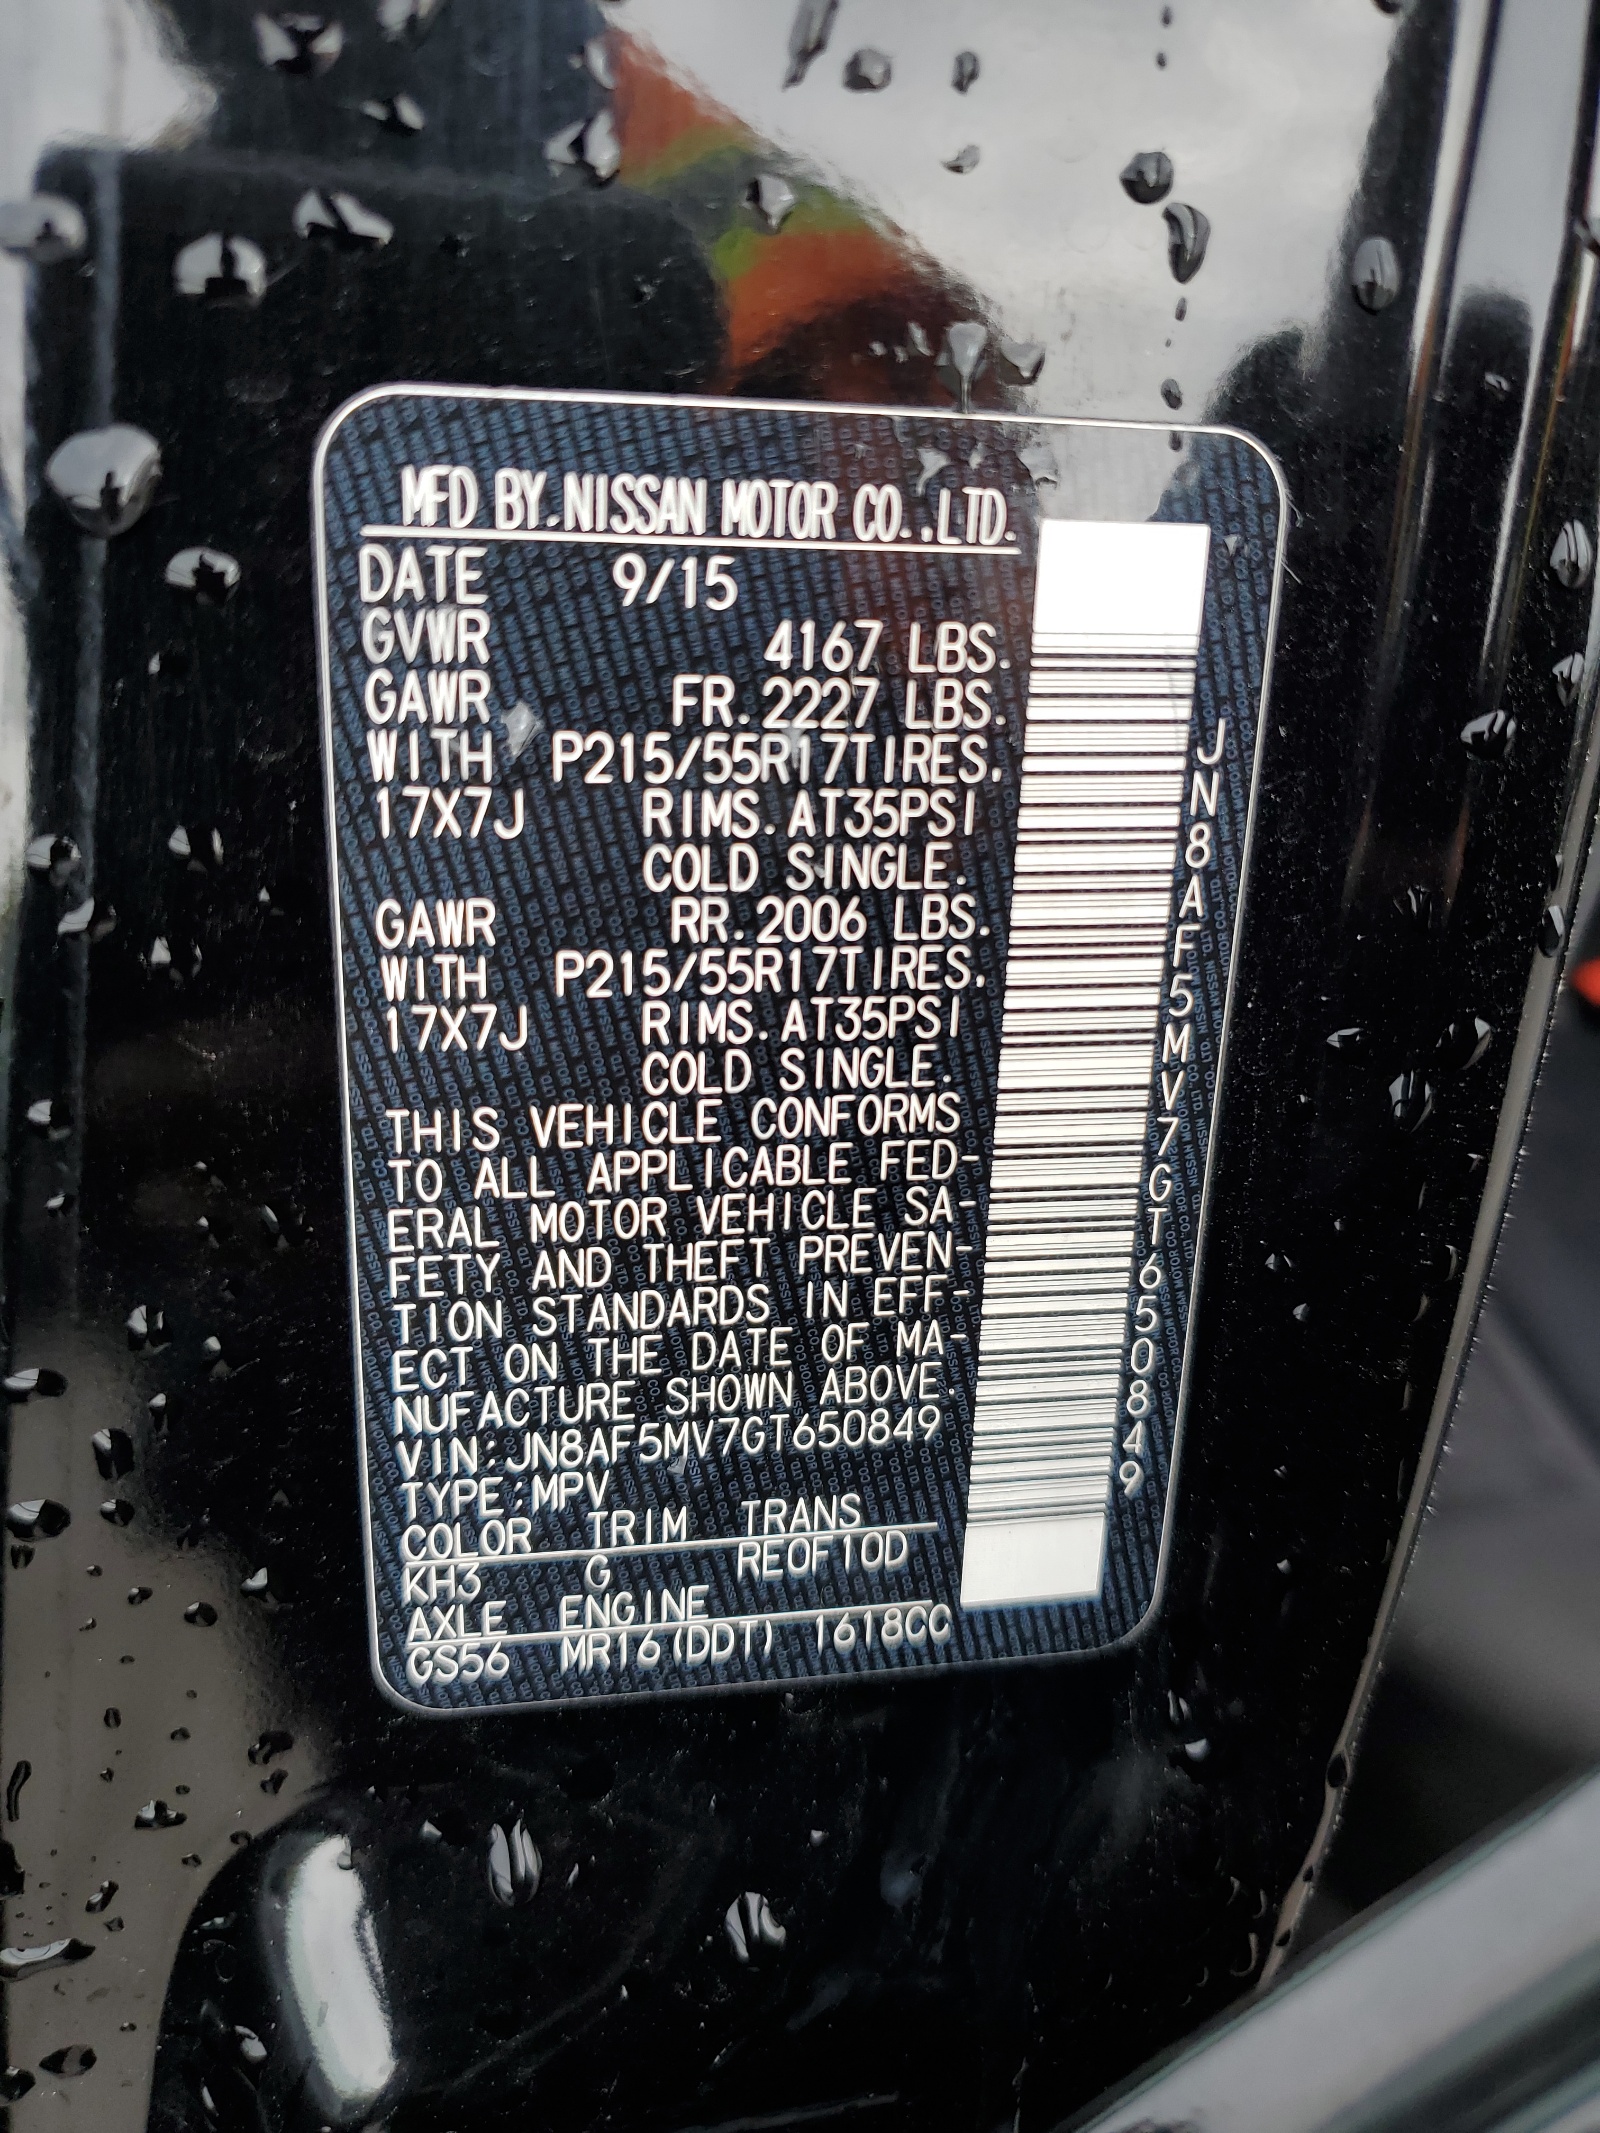 MFD BY.NISSAN MOTOR CO.,LTD.
DATE 9/15
GVWR 4167 LBS.
GAWR FR.2227 LBS.
WITH P215/55R17TIRES.
17X7J RIMS.AT35PSI
COLD SINGLE.
GAWR RR.2006 LBS.
WITH P215/55R17TIRES.
17X7J RIMS.AT35PSI
COLD SINGLE.
THIS VEHICLE CONFORMS
TO ALL APPLICABLE FED-
ERAL MOTOR VEHICLE SA-
FETY AND THEFT PREVEN-
TION STANDARDS IN EFF-
ECT ON THE DATE OF MA-
NUFACTURE SHOWN ABOVE.
VIN:JN8AF5MV7GT650849
TYPE:MPV
COLOR TRIM TRANS
KH3 G RE0F10D
AXLE ENGINE
GS56 MR16(DDT) 1618CC
JN8AF5MV7GT650849